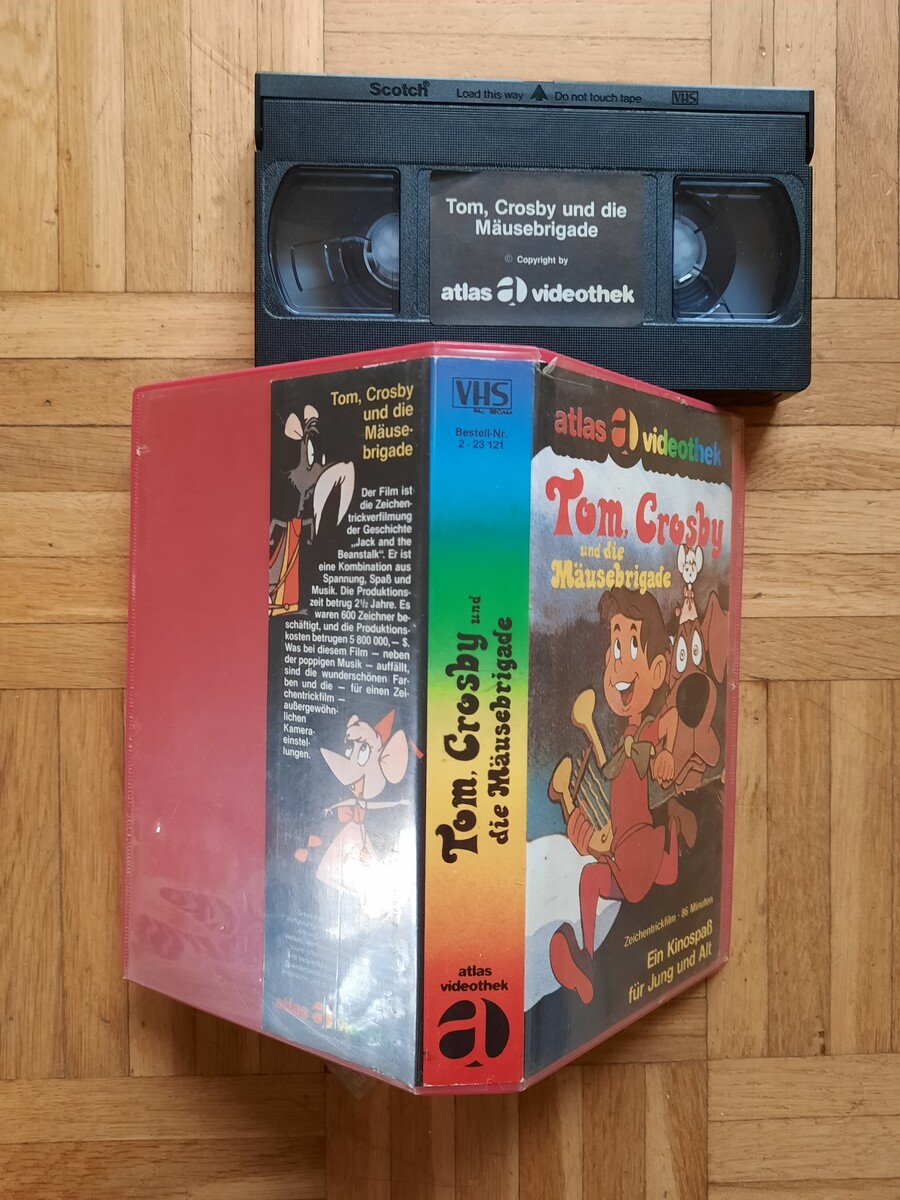 Scotch®
Load this way
Do not touch tape
VHS
Tom, Crosby und die
Mäusebrigade
© Copyright by
atlas a videothek
Tom, Crosby
und die
Mäuse-
brigade
Der Film ist
die Zeichen-
trickverfilmung
der Geschichte
„Jack and the
Beanstalk". Er ist
eine Kombination aus
Spannung, Spaß und
Musik. Die Produktions-
zeit betrug 2½ Jahre. Es
waren 600 Zeichner be-
schäftigt, und die Produktions-
kosten betrugen 5 800 000,— $.
Was bei diesem Film — neben
der poppigen Musik — auffällt,
sind die wunderschönen Far-
ben und die — für einen Zei-
chentrickfilm —
außergewöhn-
lichen
Kamera-
einstel-
lungen.
atlas a
VHS
PAL SECAM
Bestell-Nr.
2 - 23 121
Tom, Crosby und
die Mäusebrigade
atlas
videothek
a
atlas a videothek
Tom, Crosby
und die
Mäusebrigade
Zeichentrickfilm · 86 Minuten
Ein Kinospaß
für Jung und Alt